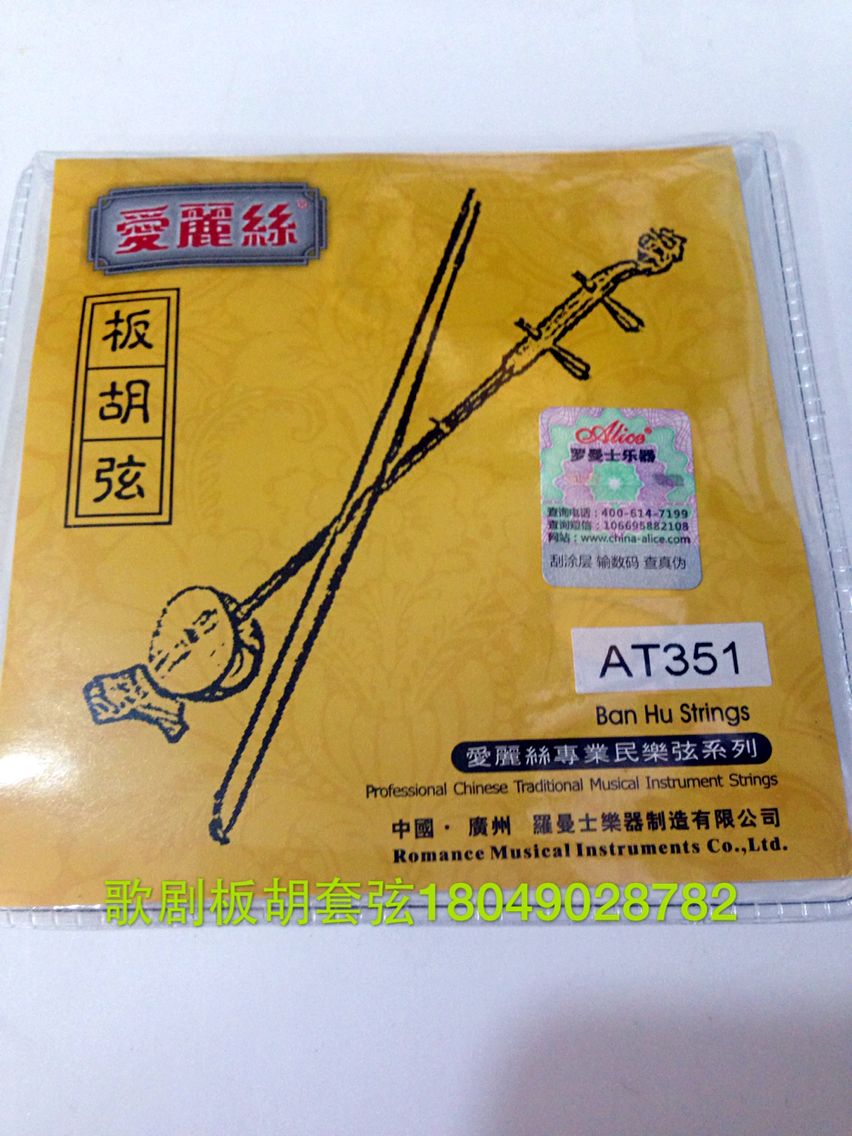 愛麗絲®
板胡弦
Alice®
罗曼士乐器
查询电话：400-614-7199
查询短信：106695882108
网站：www.china-alice.com
刮涂层 输数码 查真伪
AT351
Ban Hu Strings
愛麗絲專業民樂弦系列
Professional Chinese Traditional Musical Instrument Strings
中國·廣州 羅曼士樂器制造有限公司
Romance Musical Instruments Co.,Ltd.
歌剧板胡套弦18049028782